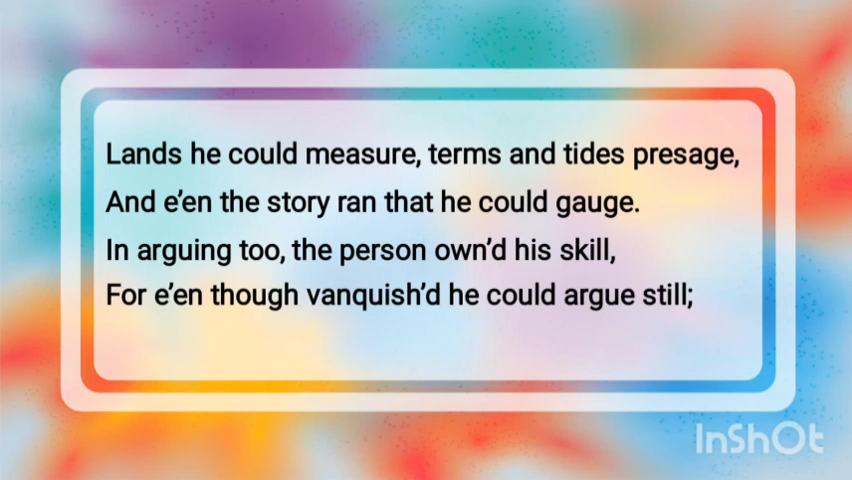 Lands he could measure, terms and tides presage,
And e’en the story ran that he could gauge.
In arguing too, the person own’d his skill,
For e’en though vanquish’d he could argue still;
InShOt